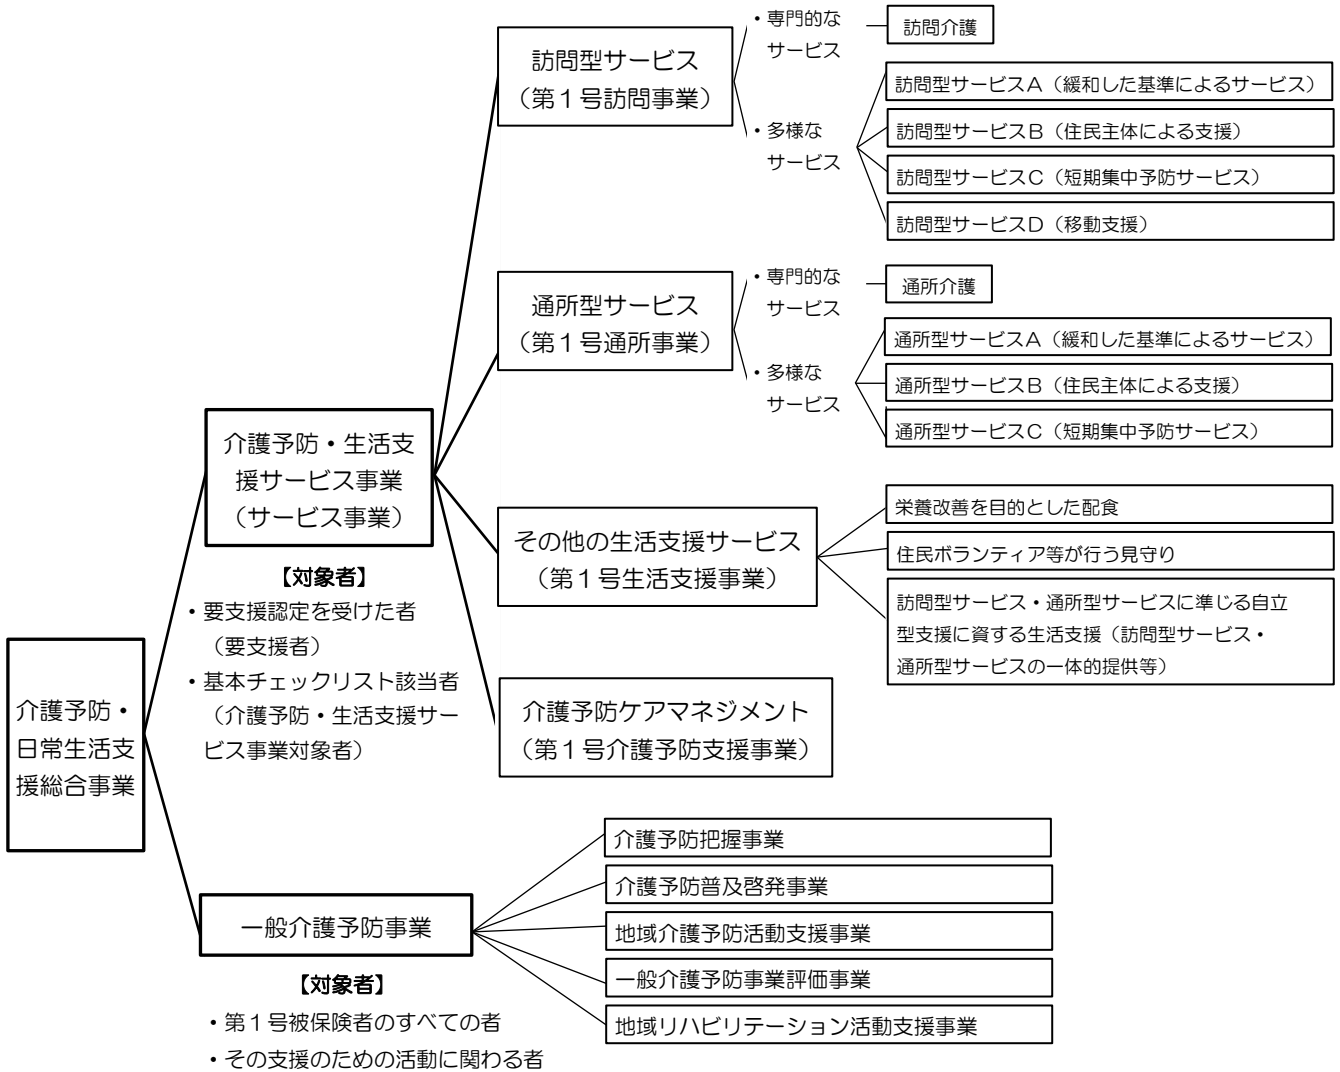 介護予防・
日常生活支
援総合事業
介護予防・生活支
援サービス事業
（サービス事業）
【対象者】
・要支援認定を受けた者
（要支援者）
・基本チェックリスト該当者
（介護予防・生活支援サー
ビス事業対象者）
訪問型サービス
（第１号訪問事業）
・専門的な
サービス
訪問介護
・多様な
サービス
訪問型サービスＡ（緩和した基準によるサービス）
訪問型サービスＢ（住民主体による支援）
訪問型サービスＣ（短期集中予防サービス）
訪問型サービスＤ（移動支援）
通所型サービス
（第１号通所事業）
・専門的な
サービス
通所介護
・多様な
サービス
通所型サービスＡ（緩和した基準によるサービス）
通所型サービスＢ（住民主体による支援）
通所型サービスＣ（短期集中予防サービス）
その他の生活支援サービス
（第１号生活支援事業）
栄養改善を目的とした配食
住民ボランティア等が行う見守り
訪問型サービス・通所型サービスに準じる自立
型支援に資する生活支援（訪問型サービス・
通所型サービスの一体的提供等）
介護予防ケアマネジメント
（第１号介護予防支援事業）
一般介護予防事業
【対象者】
・第１号被保険者のすべての者
・その支援のための活動に関わる者
介護予防把握事業
介護予防普及啓発事業
地域介護予防活動支援事業
一般介護予防事業評価事業
地域リハビリテーション活動支援事業